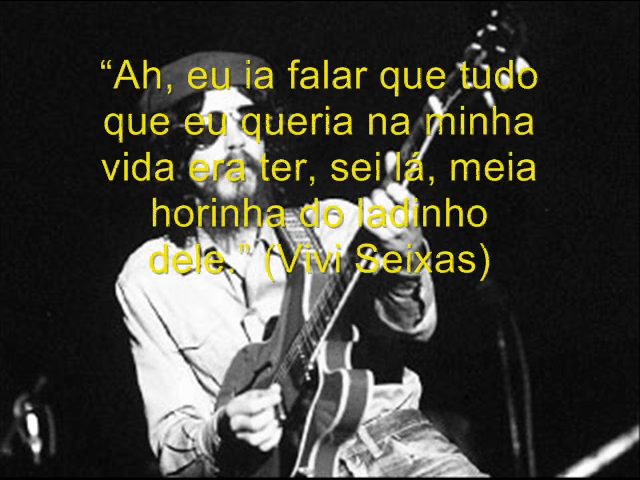 “Ah, eu ia falar que tudo
que eu queria na minha
vida era ter, sei lá, meia
horinha do ladinho
dele.” (Vivi Seixas)